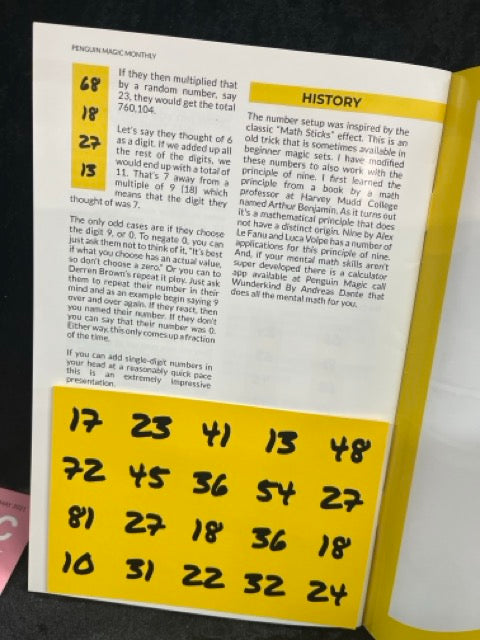 PENGUIN MAGIC MONTHLY
68
18
27
13
If they then multiplied that
by a random number, say
23, they would get the total
760,104.
Let's say they thought of 6
as a digit. If we added up all
the rest of the digits, we
would end up with a total of
11. That's 7 away from a
multiple of 9 (18) which
means that the digit they
thought of was 7.
The only odd cases are if they choose
the digit 9, or 0. To negate 0, you can
just ask them not to think of it, "It's best
if what you choose has an actual value,
so don't choose a zero." Or you can to
Derren Brown's repeat it ploy. Just ask
them to repeat their number in their
mind and as an example begin saying 9
over and over again. If they react, then
you named their number. If they don't
you can say that their number was 0.
Either way, this only comes up a fraction
of the time.
If you can add single-digit numbers in
your head at a reasonably quick pace
this is an extremely impressive
presentation.
HISTORY
The number setup was inspired by the
classic "Math Sticks" effect. This is an
old trick that is sometimes available in
beginner magic sets. I have modified
these numbers to also work with the
principle of nine. I first learned the
principle from a book by a math
professor at Harvey Mudd College
named Arthur Benjamin. As it turns out
it's a mathematical principle that does
not have a distinct origin. Nine by Alex
Le Fanu and Luca Volpe has a number of
applications for this principle of nine.
And, if your mental math skills aren't
super developed there is a calculator
app available at Penguin Magic call
Wunderkind By Andreas Dante that
does all the mental math for you.
17 23 41 13 48
72 45 36 54 27
81 27 18 36 18
10 31 22 32 24
MAY 2021
C